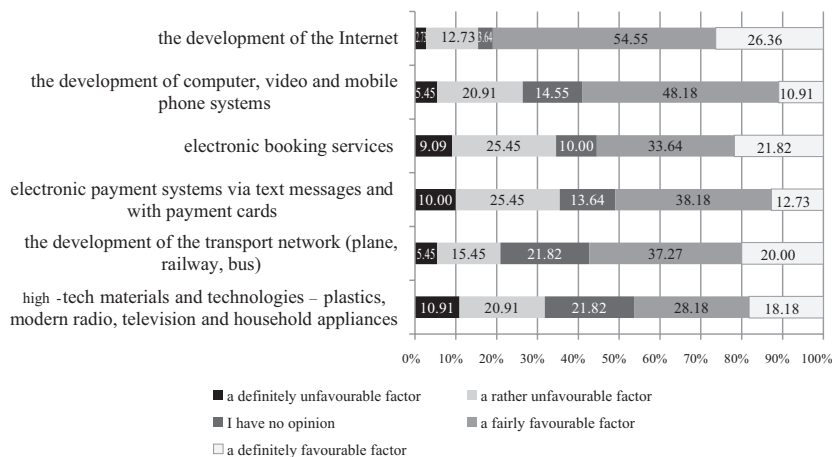 the development of the Internet
2.73 12.73 3.64 54.55 26.36
the development of computer, video and mobile
phone systems
5.45 20.91 14.55 48.18 10.91
electronic booking services
9.09 25.45 10.00 33.64 21.82
electronic payment systems via text messages and
with payment cards
10.00 25.45 13.64 38.18 12.73
the development of the transport network (plane,
railway, bus)
5.45 15.45 21.82 37.27 20.00
high -tech materials and technologies – plastics,
modern radio, television and household appliances
10.91 20.91 21.82 28.18 18.18
0% 10% 20% 30% 40% 50% 60% 70% 80% 90% 100%
a definitely unfavourable factor a rather unfavourable factor
I have no opinion a fairly favourable factor
a definitely favourable factor